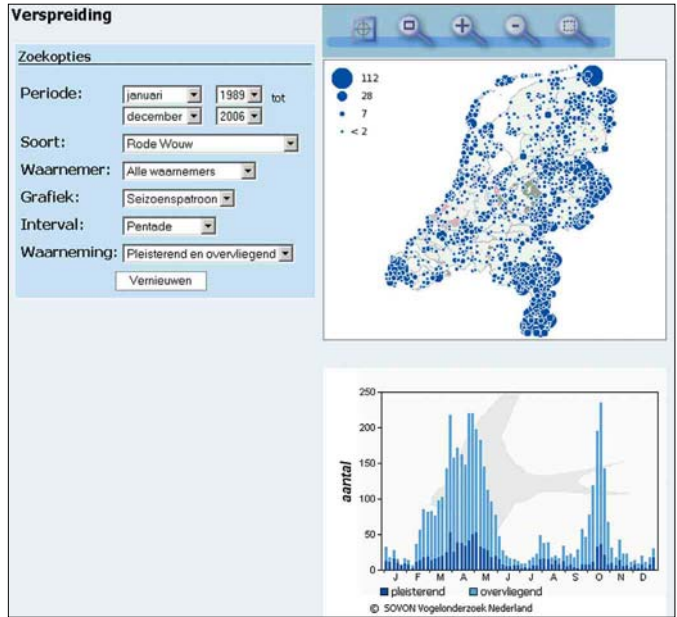 Verspreiding
Zoekopties
Periode: januari 1989 tot
december 2006
Soort: Rode Wouw
Waarnemer: Alle waarnemers
Grafiek: Seizoenspatroon
Interval: Pentade
Waarneming: Pleisterend en overvliegend
Vernieuwen
112
28
7
< 2
250
200
150
100
50
0
aantal
J F M A M J J A S O N D
pleisterend overvliegend
© SOVON Vogelonderzoek Nederland